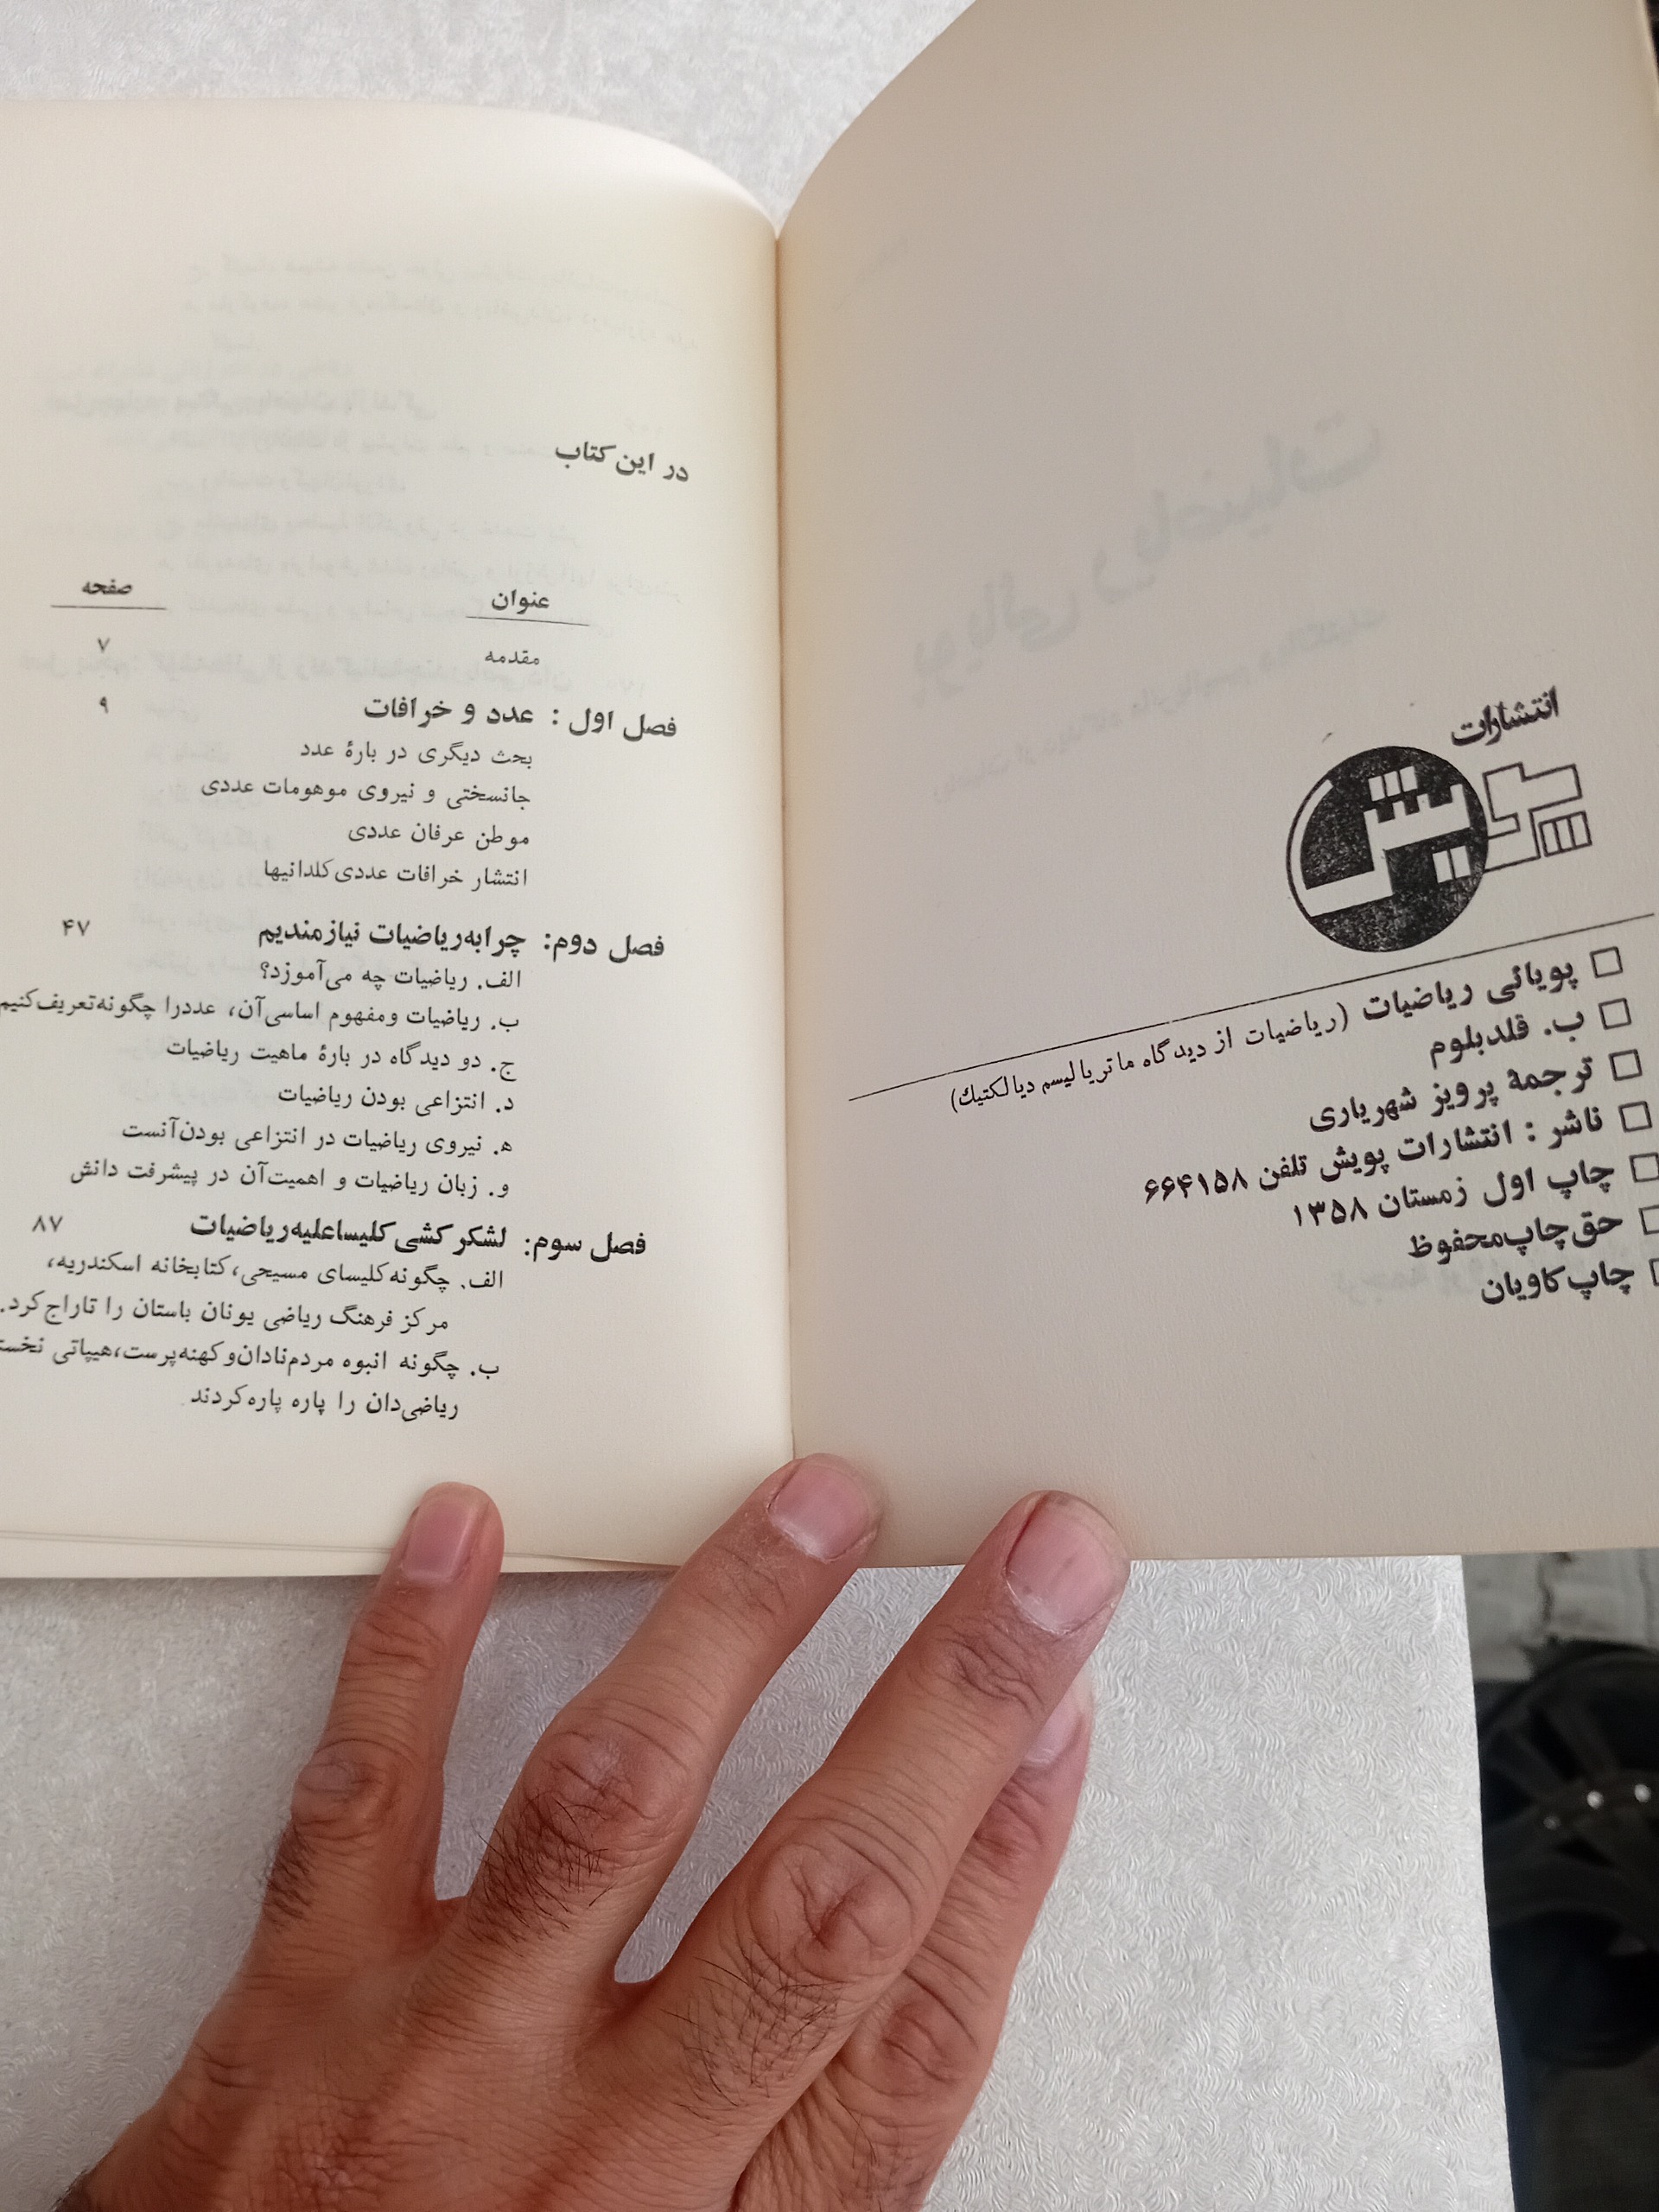 انتشارات
پویش
پویائی ریاضیات (ریاضیات از دیدگاه ماتریالیسم دیالکتیك)
ب. قلدبلوم
ترجمهٔ پرویز شهریاری
ناشر : انتشارات پویش تلفن ۶۶۴۱۵۸
چاپ اول زمستان ۱۳۵۸
حق‌چاپ‌محفوظ
چاپ‌کاویان
در این کتاب
عنوان صفحه
مقدمه ۷
فصل اول : عدد و خرافات ۹
بحث دیگری در بارهٔ عدد
جانسختی و نیروی موهومات عددی
موطن عرفان عددی
انتشار خرافات عددی کلدانیها
فصل دوم: چرا به‌ریاضیات نیازمندیم ۴۷
الف. ریاضیات چه می‌آموزد؟
ب. ریاضیات ومفهوم اساسی‌آن، عددرا چگونه‌تعریف‌کنیم
ج. دو دیدگاه در بارهٔ ماهیت ریاضیات
د. انتزاعی بودن ریاضیات
ه. نیروی ریاضیات در انتزاعی بودن‌آنست
و. زبان ریاضیات و اهمیت‌آن در پیشرفت دانش
فصل سوم: لشکر کشی کلیسا علیه‌ریاضیات ۸۷
الف. چگونه‌کلیسای مسیحی،کتابخانه اسکندریه،
مرکز فرهنگ ریاضی یونان باستان را تاراج‌کرد.
ب. چگونه انبوه مردم‌نادان‌وکهنه‌پرست،هیپاتی
ریاضی‌دان را پاره پاره‌کردند